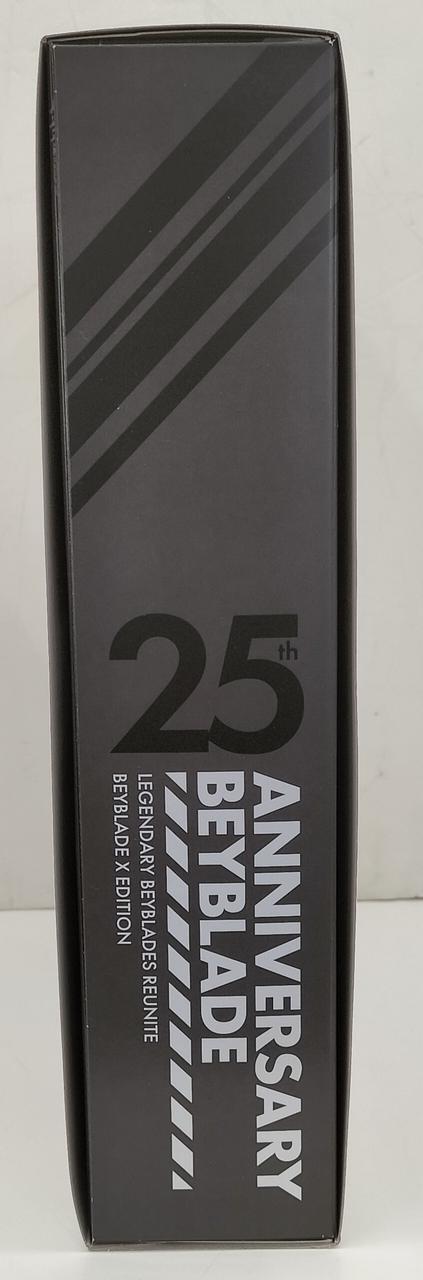 25th
ANNIVERSARY
BEYBLADE
LEGENDARY BEYBLADES REUNITE
BEYBLADE X EDITION